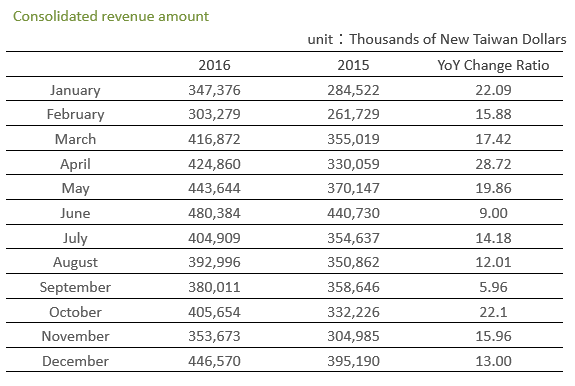 Consolidated revenue amount
unit：Thousands of New Taiwan Dollars
2016 2015 YoY Change Ratio
January 347,376 284,522 22.09
February 303,279 261,729 15.88
March 416,872 355,019 17.42
April 424,860 330,059 28.72
May 443,644 370,147 19.86
June 480,384 440,730 9.00
July 404,909 354,637 14.18
August 392,996 350,862 12.01
September 380,011 358,646 5.96
October 405,654 332,226 22.1
November 353,673 304,985 15.96
December 446,570 395,190 13.00